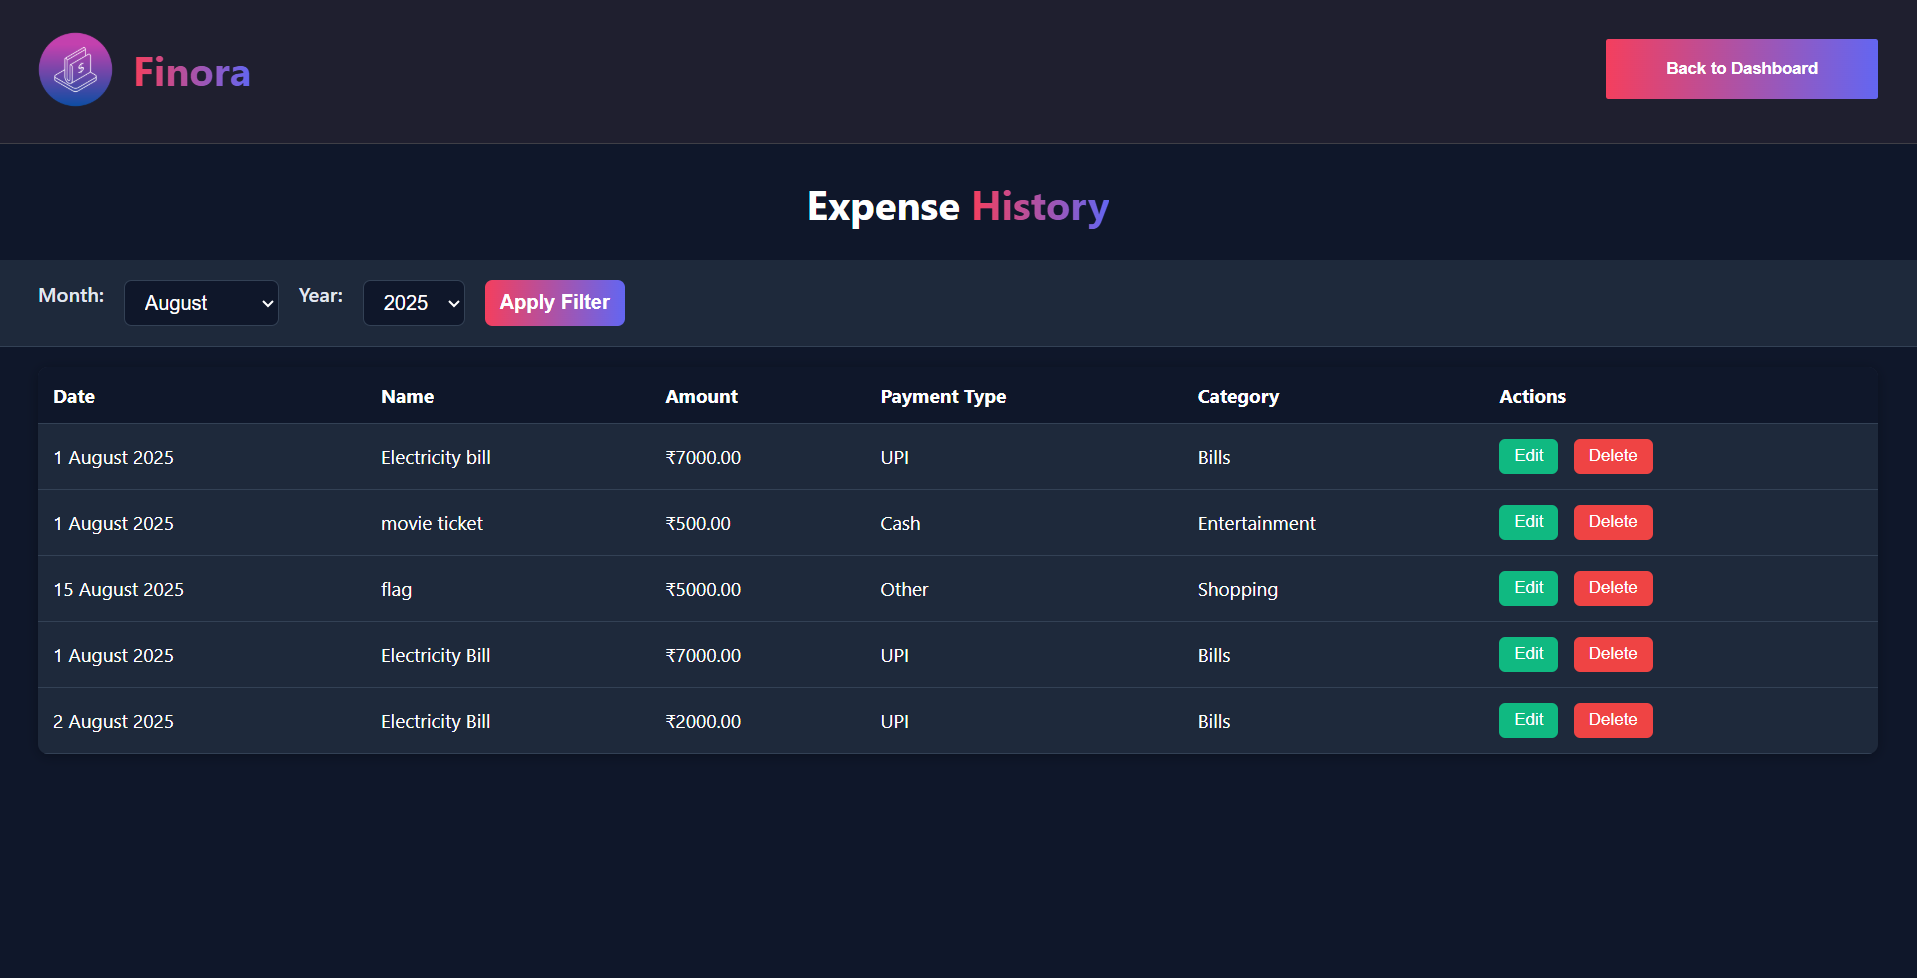 Finora
Back to Dashboard
Expense History
Month: August Year: 2025 Apply Filter
Date Name Amount Payment Type Category Actions
1 August 2025 Electricity bill ₹7000.00 UPI Bills Edit Delete
1 August 2025 movie ticket ₹500.00 Cash Entertainment Edit Delete
15 August 2025 flag ₹5000.00 Other Shopping Edit Delete
1 August 2025 Electricity Bill ₹7000.00 UPI Bills Edit Delete
2 August 2025 Electricity Bill ₹2000.00 UPI Bills Edit Delete